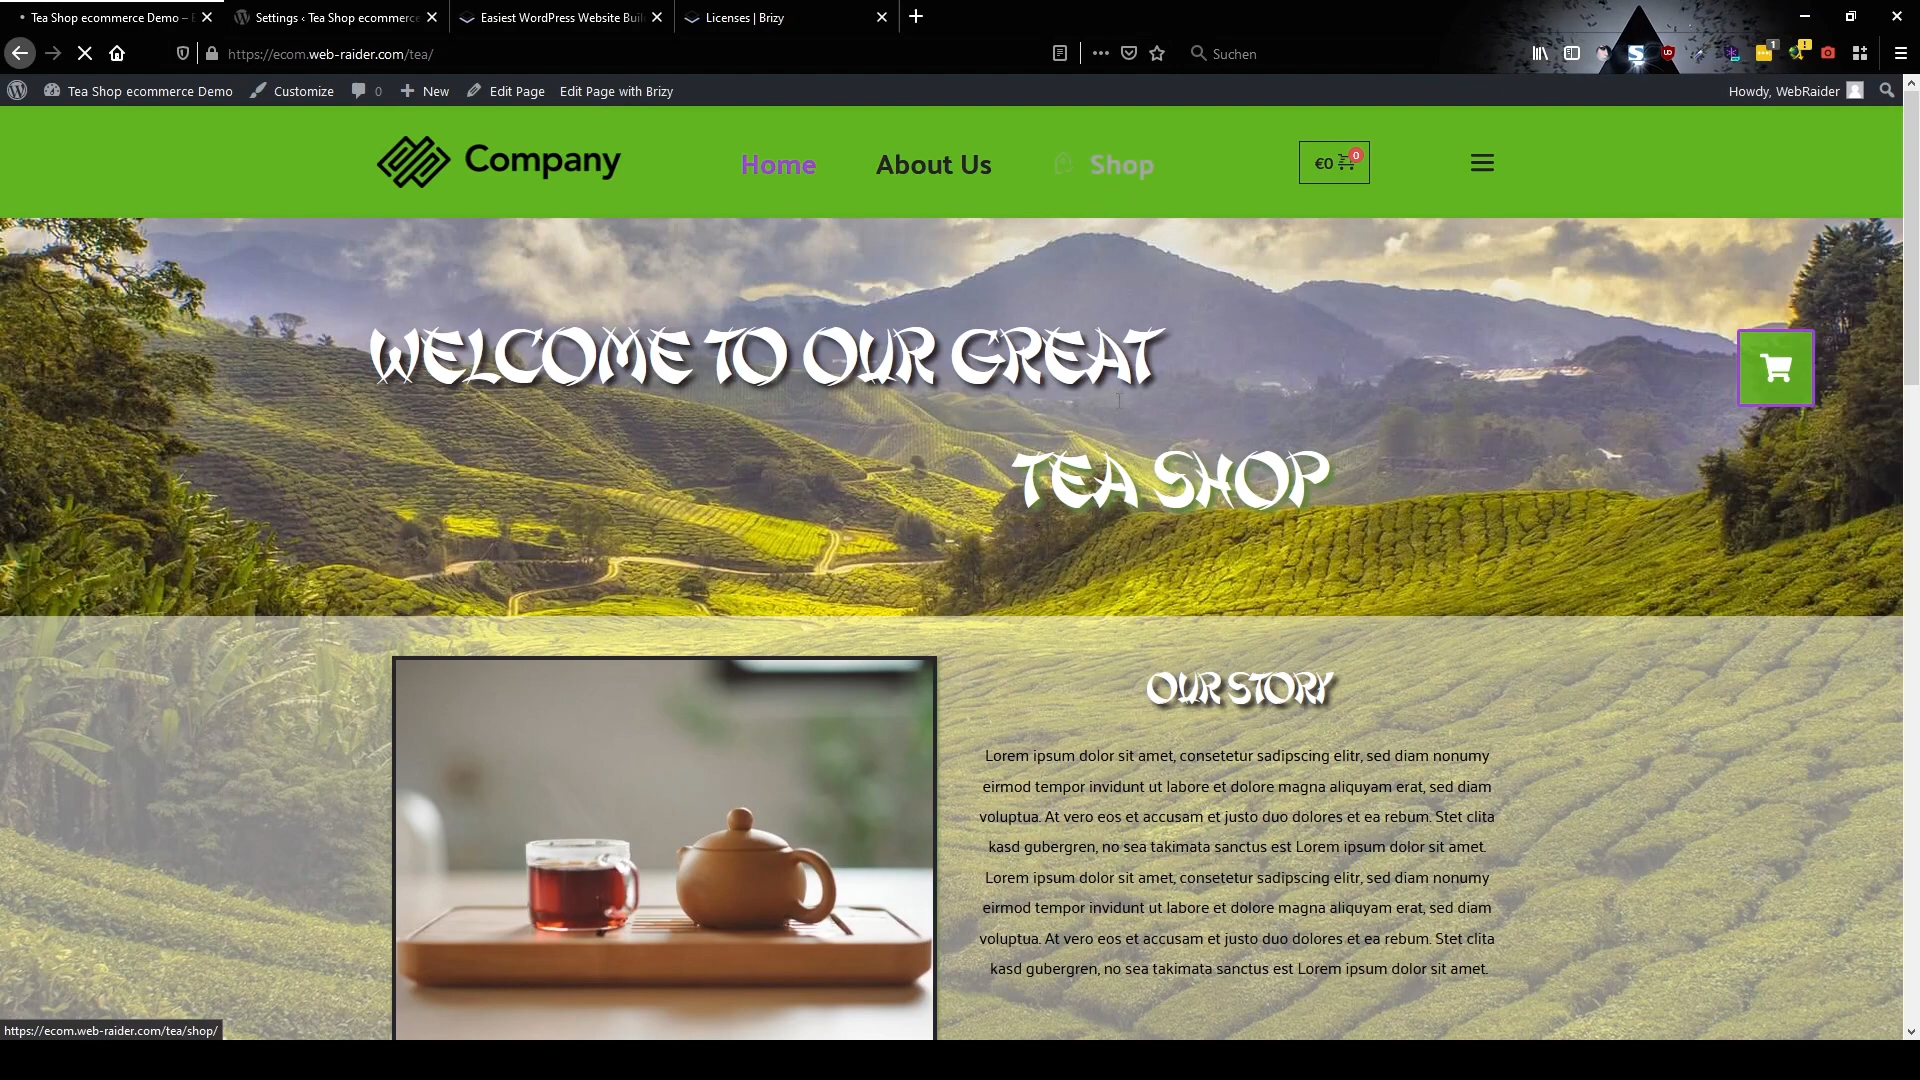 Tea Shop ecommerce Demo –
Settings ‹ Tea Shop ecommerce
Easiest WordPress Website Buil
Licenses | Brizy
https://ecom.web-raider.com/tea/
Suchen
1
Tea Shop ecommerce Demo
Customize
0
New
Edit Page
Edit Page with Brizy
Howdy, WebRaider
Company
Home
About Us
Shop
€0
0
WELCOME TO OUR GREAT
TEA SHOP
OUR STORY
Lorem ipsum dolor sit amet, consetetur sadipscing elitr, sed diam nonumy
eirmod tempor invidunt ut labore et dolore magna aliquyam erat, sed diam
voluptua. At vero eos et accusam et justo duo dolores et ea rebum. Stet clita
kasd gubergren, no sea takimata sanctus est Lorem ipsum dolor sit amet.
Lorem ipsum dolor sit amet, consetetur sadipscing elitr, sed diam nonumy
eirmod tempor invidunt ut labore et dolore magna aliquyam erat, sed diam
voluptua. At vero eos et accusam et justo duo dolores et ea rebum. Stet clita
kasd gubergren, no sea takimata sanctus est Lorem ipsum dolor sit amet.
https://ecom.web-raider.com/tea/shop/